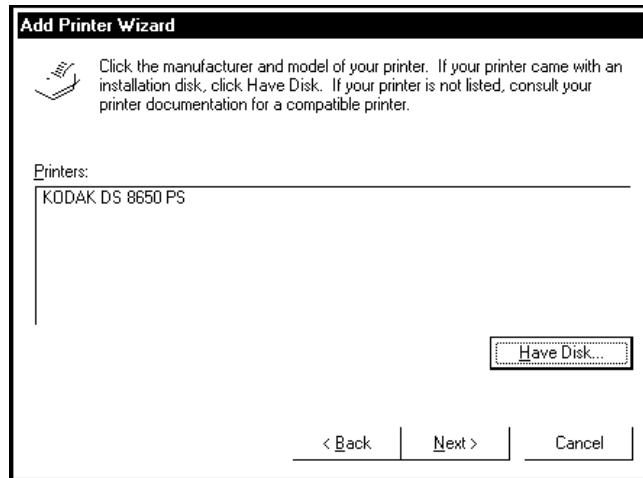 Add Printer Wizard
Click the manufacturer and model of your printer. If your printer came with an
installation disk, click Have Disk. If your printer is not listed, consult your
printer documentation for a compatible printer.
Printers:
KODAK DS 8650 PS
Have Disk...
< Back Next > Cancel